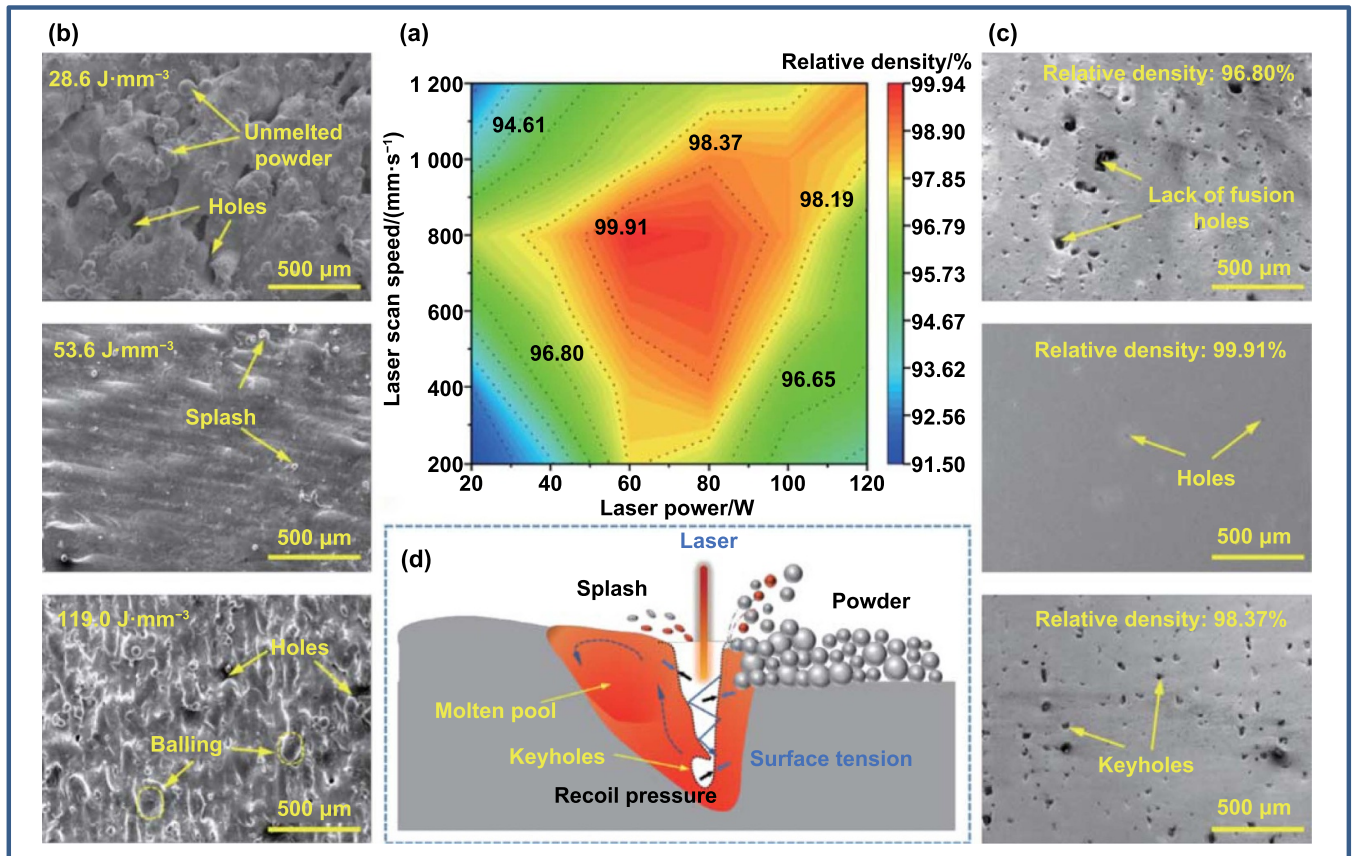 (b)
28.6 J·mm⁻³
Unmelted
powder
Holes
500 µm
53.6 J·mm⁻³
Splash
500 µm
119.0 J·mm⁻³
Holes
Balling
500 µm
(a)
Relative density/%
Laser scan speed/(mm·s⁻¹)
1 200
1 000
800
600
400
200
20
40
60
80
100
120
Laser power/W
94.61
98.37
98.19
99.91
96.80
96.65
99.94
98.90
97.85
96.79
95.73
94.67
93.62
92.56
91.50
(d)
Laser
Splash
Powder
Molten pool
Keyholes
Surface tension
Recoil pressure
(c)
Relative density: 96.80%
Lack of fusion
holes
500 µm
Relative density: 99.91%
Holes
500 µm
Relative density: 98.37%
Keyholes
500 µm